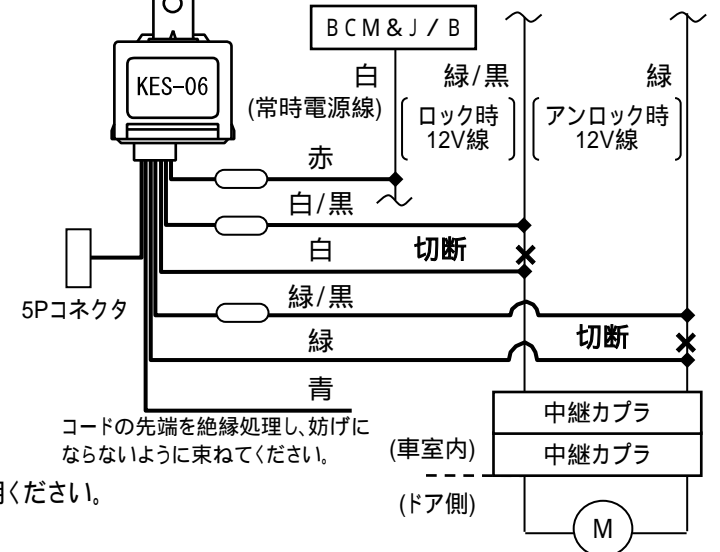 BCM&J/B
KES-06
白
(常時電源線)
緑/黒
ロック時
12V線
緑
アンロック時
12V線
赤
白/黒
白
切断
5Pコネクタ
緑/黒
緑
切断
青
コードの先端を絶縁処理し、妨げに
ならないように束ねてください。
中継カプラ
(車室内)
中継カプラ
(ドア側)
ください。
M